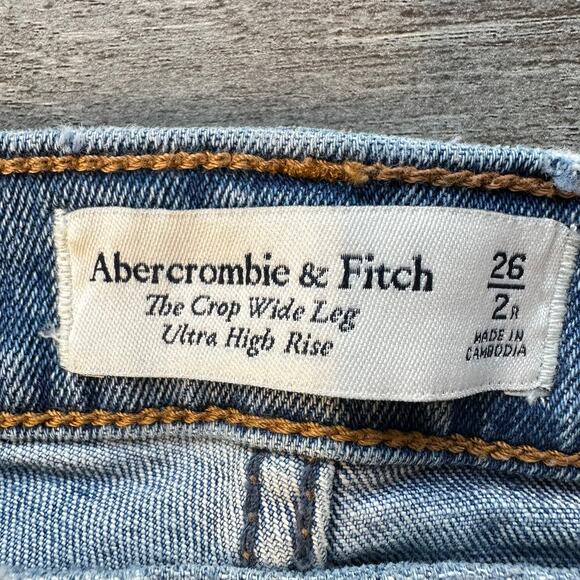 Abercrombie & Fitch
The Crop Wide Leg
Ultra High Rise
26
2R
MADE IN
CAMBODIA